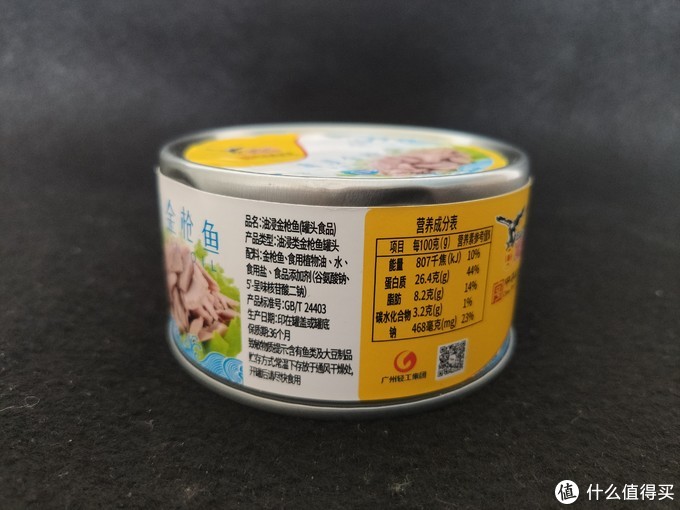 金枪鱼
品名:油浸金枪鱼(罐头食品)
产品类型:油浸类金枪鱼罐头
配料:金枪鱼、食用植物油、水、
食用盐、食品添加剂(谷氨酸钠、
5'-呈味核苷酸二钠)
产品标准号:GB/T 24403
生产日期:印在罐盖或罐底
保质期:36个月
致敏物质提示:含有鱼类及大豆制品
贮存方式:常温下存放于通风干燥处,
开罐后请尽快食用
营养成分表
项目 每100克(g) 营养素参考值%
能量 807千焦(kJ) 10%
蛋白质 26.4克(g) 44%
脂肪 8.2克(g) 14%
碳水化合物 3.2克(g) 1%
钠 468毫克(mg) 23%
广州轻工集团
值 什么值得买